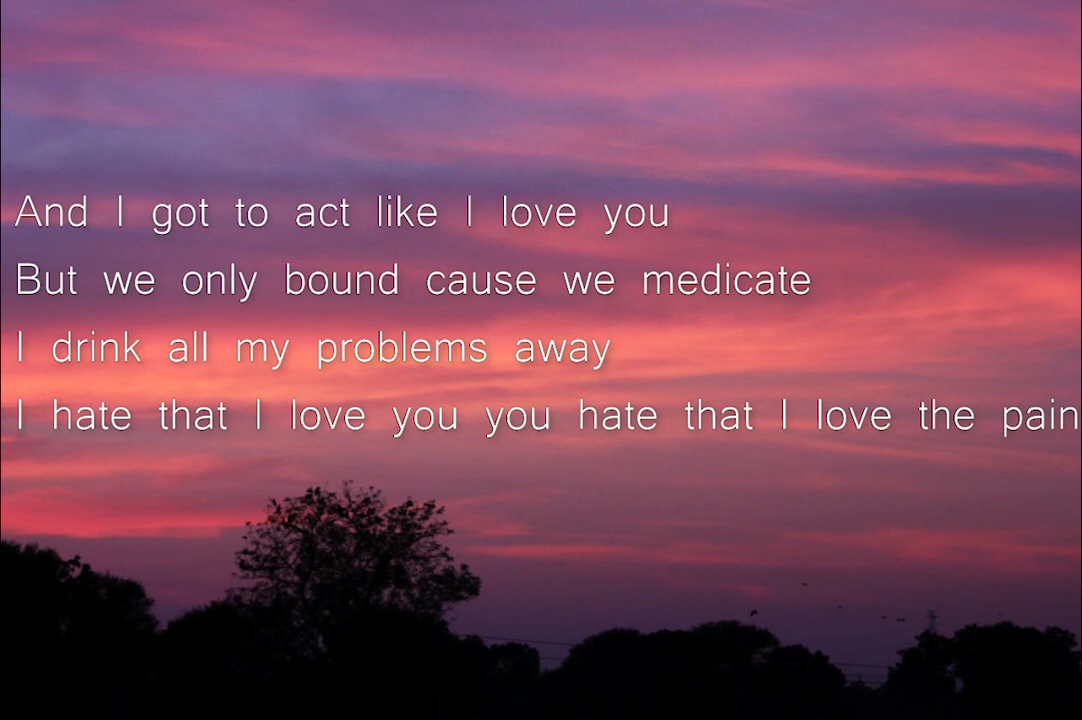 And I got to act like I love you
But we only bound cause we medicate
I drink all my problems away
I hate that I love you you hate that I love the pain